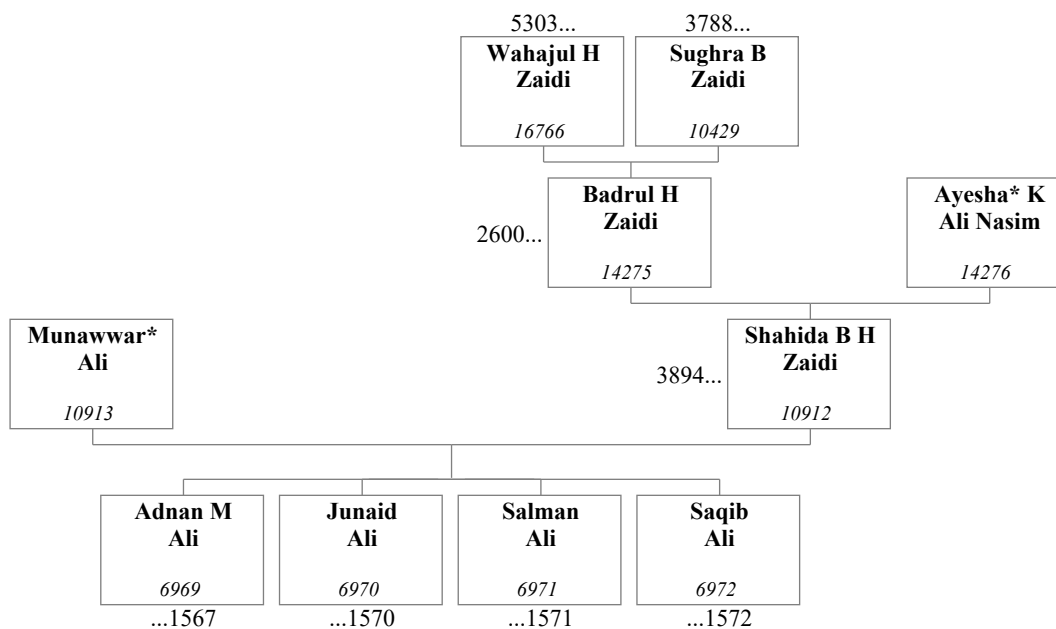 5303...
3788...
Wahajul H
Zaidi
16766
Sughra B
Zaidi
10429
2600...
Badrul H
Zaidi
14275
Ayesha* K
Ali Nasim
14276
Munawwar*
Ali
10913
3894...
Shahida B H
Zaidi
10912
Adnan M
Ali
6969
...1567
Junaid
Ali
6970
...1570
Salman
Ali
6971
...1571
Saqib
Ali
6972
...1572